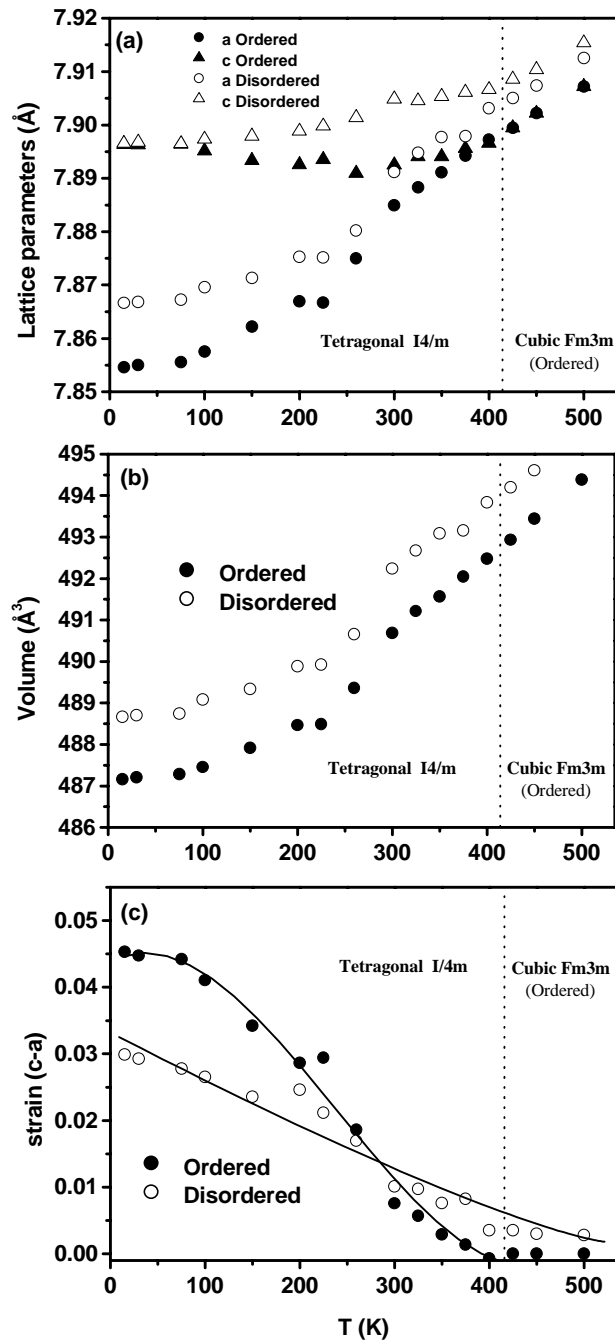 (a)
a Ordered
c Ordered
a Disordered
c Disordered
7.92
7.91
7.90
7.89
7.88
7.87
7.86
7.85
Lattice parameters (Å)
Tetragonal I4/m
Cubic Fm3m
(Ordered)
0 100 200 300 400 500
(b)
495
494
493
492
491
490
489
488
487
486
Volume (Å³)
Ordered
Disordered
Tetragonal I4/m
Cubic Fm3m
(Ordered)
0 100 200 300 400 500
(c)
0.05
0.04
0.03
0.02
0.01
0.00
strain (c-a)
Tetragonal I/4m
Cubic Fm3m
(Ordered)
Ordered
Disordered
0 100 200 300 400 500
T (K)